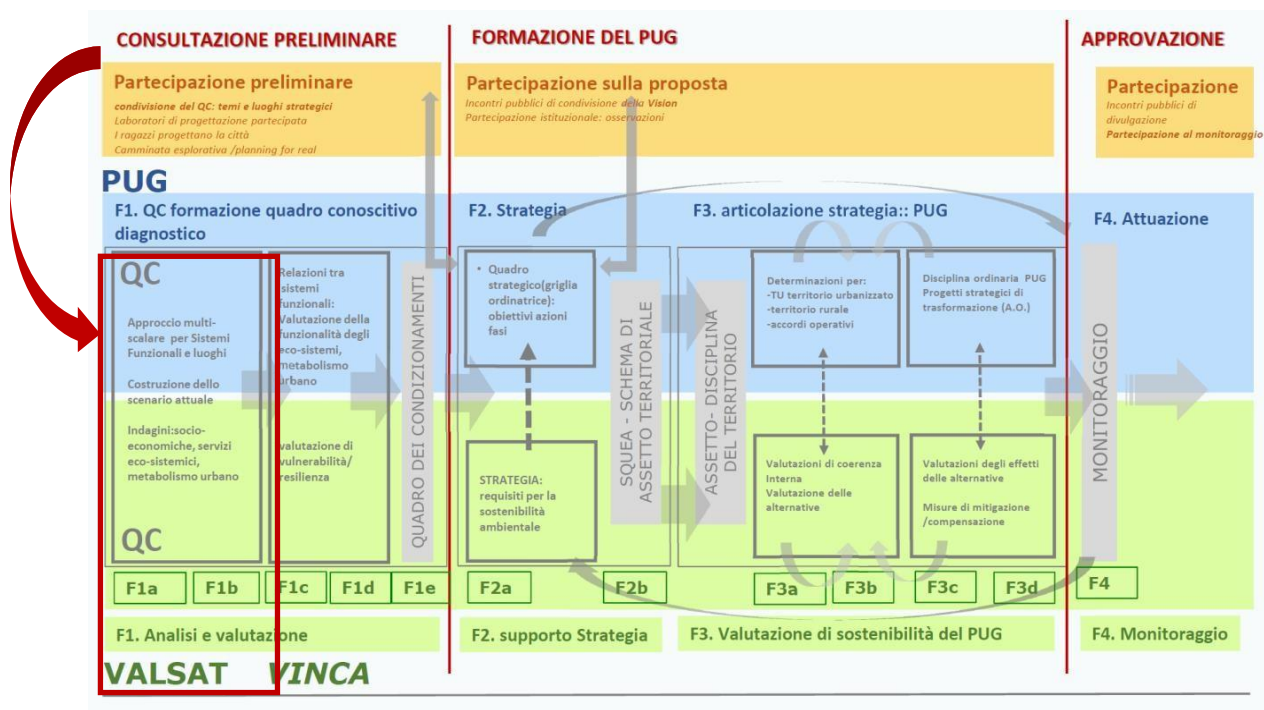 CONSULTAZIONE PRELIMINARE
FORMAZIONE DEL PUG
APPROVAZIONE
Partecipazione preliminare
condivisione del QC: temi e luoghi strategici
Laboratori di progettazione partecipata
I ragazzi progettano la città
Camminata esplorativa /planning for real
Partecipazione sulla proposta
Incontri pubblici di condivisione della Vision
Partecipazione istituzionale: osservazioni
Partecipazione
Incontri pubblici di
divulgazione
Partecipazione al monitoraggio
PUG
F1. QC formazione quadro conoscitivo
diagnostico
F2. Strategia
F3. articolazione strategia:: PUG
F4. Attuazione
QC
Approccio multi-
scalare per Sistemi
Funzionali e luoghi
Costruzione dello
scenario attuale
Indagini:socio-
economiche, servizi
eco-sistemici,
metabolismo urbano
QC
Relazioni tra
sistemi
funzionali:
Valutazione della
funzionalità degli
eco-sistemi,
metabolismo
urbano
valutazione di
vulnerabilità/
resilienza
QUADRO DEI CONDIZIONAMENTI
• Quadro
strategico(griglia
ordinatrice):
obiettivi azioni
fasi
STRATEGIA:
requisiti per la
sostenibilità
ambientale
SQUEA - SCHEMA DI
ASSETTO TERRITORIALE
ASSETTO- DISCIPLINA
DEL TERRITORIO
Determinazioni per:
-TU territorio urbanizzato
-territorio rurale
-accordi operativi
Disciplina ordinaria PUG
Progetti strategici di
trasformazione (A.O.)
Valutazioni di coerenza
Interna
Valutazione delle
alternative
Valutazioni degli effetti
delle alternative
Misure di mitigazione
/compensazione
MONITORAGGIO
F1a
F1b
F1c
F1d
F1e
F2a
F2b
F3a
F3b
F3c
F3d
F4
F1. Analisi e valutazione
F2. supporto Strategia
F3. Valutazione di sostenibilità del PUG
F4. Monitoraggio
VALSAT
VINCA